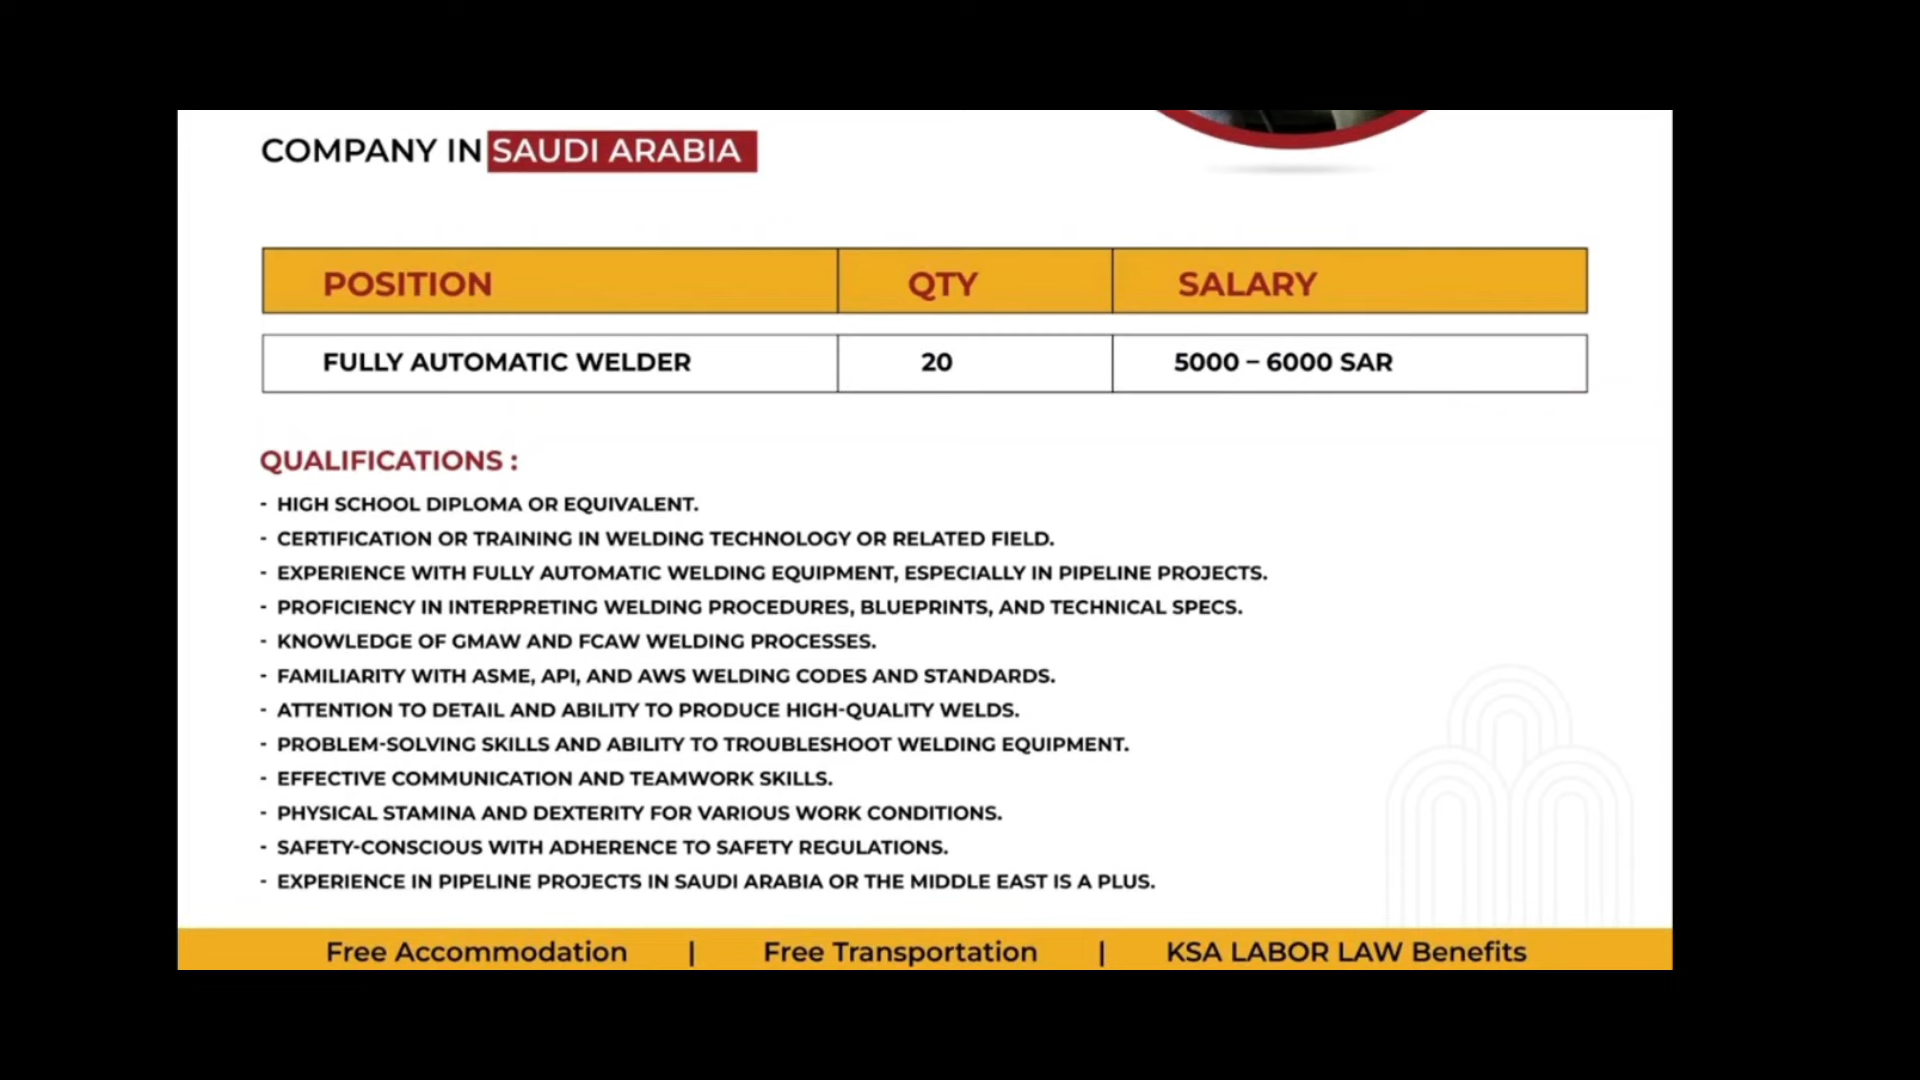 COMPANY IN SAUDI ARABIA
POSITION QTY SALARY
FULLY AUTOMATIC WELDER 20 5000 – 6000 SAR
QUALIFICATIONS :
- HIGH SCHOOL DIPLOMA OR EQUIVALENT.
- CERTIFICATION OR TRAINING IN WELDING TECHNOLOGY OR RELATED FIELD.
- EXPERIENCE WITH FULLY AUTOMATIC WELDING EQUIPMENT, ESPECIALLY IN PIPELINE PROJECTS.
- PROFICIENCY IN INTERPRETING WELDING PROCEDURES, BLUEPRINTS, AND TECHNICAL SPECS.
- KNOWLEDGE OF GMAW AND FCAW WELDING PROCESSES.
- FAMILIARITY WITH ASME, API, AND AWS WELDING CODES AND STANDARDS.
- ATTENTION TO DETAIL AND ABILITY TO PRODUCE HIGH-QUALITY WELDS.
- PROBLEM-SOLVING SKILLS AND ABILITY TO TROUBLESHOOT WELDING EQUIPMENT.
- EFFECTIVE COMMUNICATION AND TEAMWORK SKILLS.
- PHYSICAL STAMINA AND DEXTERITY FOR VARIOUS WORK CONDITIONS.
- SAFETY-CONSCIOUS WITH ADHERENCE TO SAFETY REGULATIONS.
- EXPERIENCE IN PIPELINE PROJECTS IN SAUDI ARABIA OR THE MIDDLE EAST IS A PLUS.
Free Accommodation | Free Transportation | KSA LABOR LAW Benefits